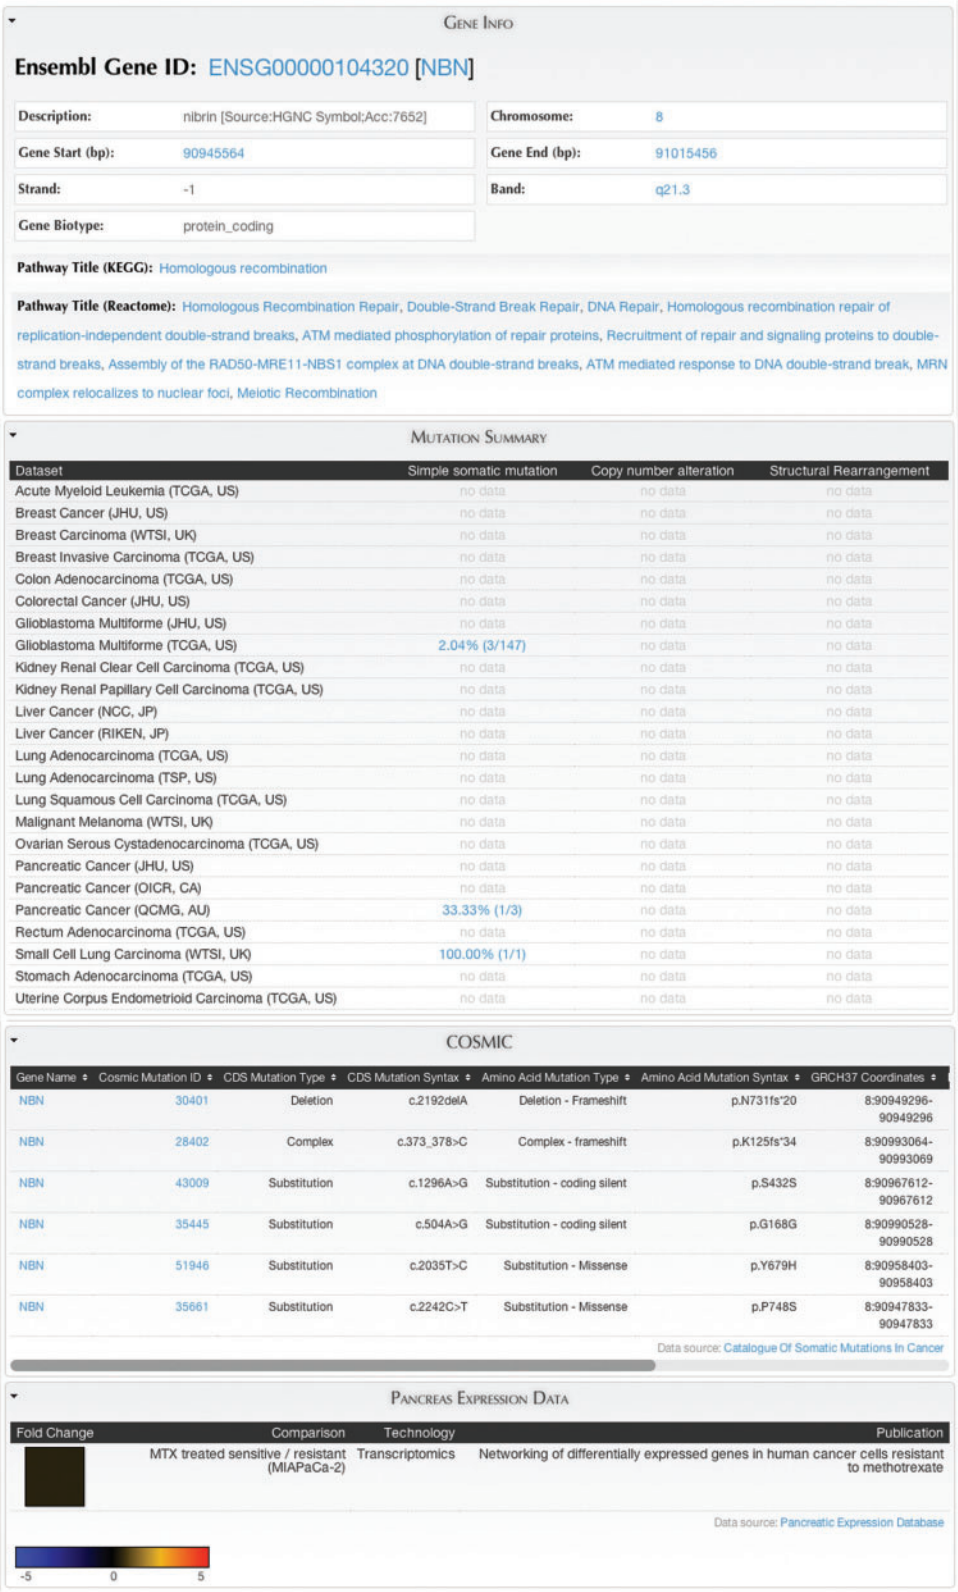 GENE INFO
Ensembl Gene ID: ENSG00000104320 [NBN]
Description: nibrin [Source:HGNC Symbol;Acc:7652] Chromosome: 8
Gene Start (bp): 90945564 Gene End (bp): 91015456
Strand: -1 Band: q21.3
Gene Biotype: protein_coding
Pathway Title (KEGG): Homologous recombination
Pathway Title (Reactome): Homologous Recombination Repair, Double-Strand Break Repair, DNA Repair, Homologous recombination repair of
replication-independent double-strand breaks, ATM mediated phosphorylation of repair proteins, Recruitment of repair and signaling proteins to double-
strand breaks, Assembly of the RAD50-MRE11-NBS1 complex at DNA double-strand breaks, ATM mediated response to DNA double-strand break, MRN
complex relocalizes to nuclear foci, Meiotic Recombination
MUTATION SUMMARY
Dataset Simple somatic mutation Copy number alteration Structural Rearrangement
Acute Myeloid Leukemia (TCGA, US) no data no data no data
Breast Cancer (JHU, US) no data no data no data
Breast Carcinoma (WTSI, UK) no data no data no data
Breast Invasive Carcinoma (TCGA, US) no data no data no data
Colon Adenocarcinoma (TCGA, US) no data no data no data
Colorectal Cancer (JHU, US) no data no data no data
Glioblastoma Multiforme (JHU, US) no data no data no data
Glioblastoma Multiforme (TCGA, US) 2.04% (3/147) no data no data
Kidney Renal Clear Cell Carcinoma (TCGA, US) no data no data no data
Kidney Renal Papillary Cell Carcinoma (TCGA, US) no data no data no data
Liver Cancer (NCC, JP) no data no data no data
Liver Cancer (RIKEN, JP) no data no data no data
Lung Adenocarcinoma (TCGA, US) no data no data no data
Lung Adenocarcinoma (TSP, US) no data no data no data
Lung Squamous Cell Carcinoma (TCGA, US) no data no data no data
Malignant Melanoma (WTSI, UK) no data no data no data
Ovarian Serous Cystadenocarcinoma (TCGA, US) no data no data no data
Pancreatic Cancer (JHU, US) no data no data no data
Pancreatic Cancer (OICR, CA) no data no data no data
Pancreatic Cancer (QCMG, AU) 33.33% (1/3) no data no data
Rectum Adenocarcinoma (TCGA, US) no data no data no data
Small Cell Lung Carcinoma (WTSI, UK) 100.00% (1/1) no data no data
Stomach Adenocarcinoma (TCGA, US) no data no data no data
Uterine Corpus Endometrioid Carcinoma (TCGA, US) no data no data no data
COSMIC
Gene Name Cosmic Mutation ID CDS Mutation Type CDS Mutation Syntax Amino Acid Mutation Type Amino Acid Mutation Syntax GRCH37 Coordinates
NBN 30401 Deletion c.2192delA Deletion - Frameshift p.N731fs*20 8:90949296-
90949296
NBN 28402 Complex c.373_378>C Complex - frameshift p.K125fs*34 8:90993064-
90993069
NBN 43009 Substitution c.1296A>G Substitution - coding silent p.S432S 8:90967612-
90967612
NBN 35445 Substitution c.504A>G Substitution - coding silent p.G168G 8:90990528-
90990528
NBN 51946 Substitution c.2035T>C Substitution - Missense p.Y679H 8:90958403-
90958403
NBN 35661 Substitution c.2242C>T Substitution - Missense p.P748S 8:90947833-
90947833
Data source: Catalogue Of Somatic Mutations In Cancer
PANCREAS EXPRESSION DATA
Fold Change Comparison Technology Publication
MTX treated sensitive / resistant Transcriptomics Networking of differentially expressed genes in human cancer cells resistant
(MIAPaCa-2) to methotrexate
Data source: Pancreatic Expression Database
-5 0 5